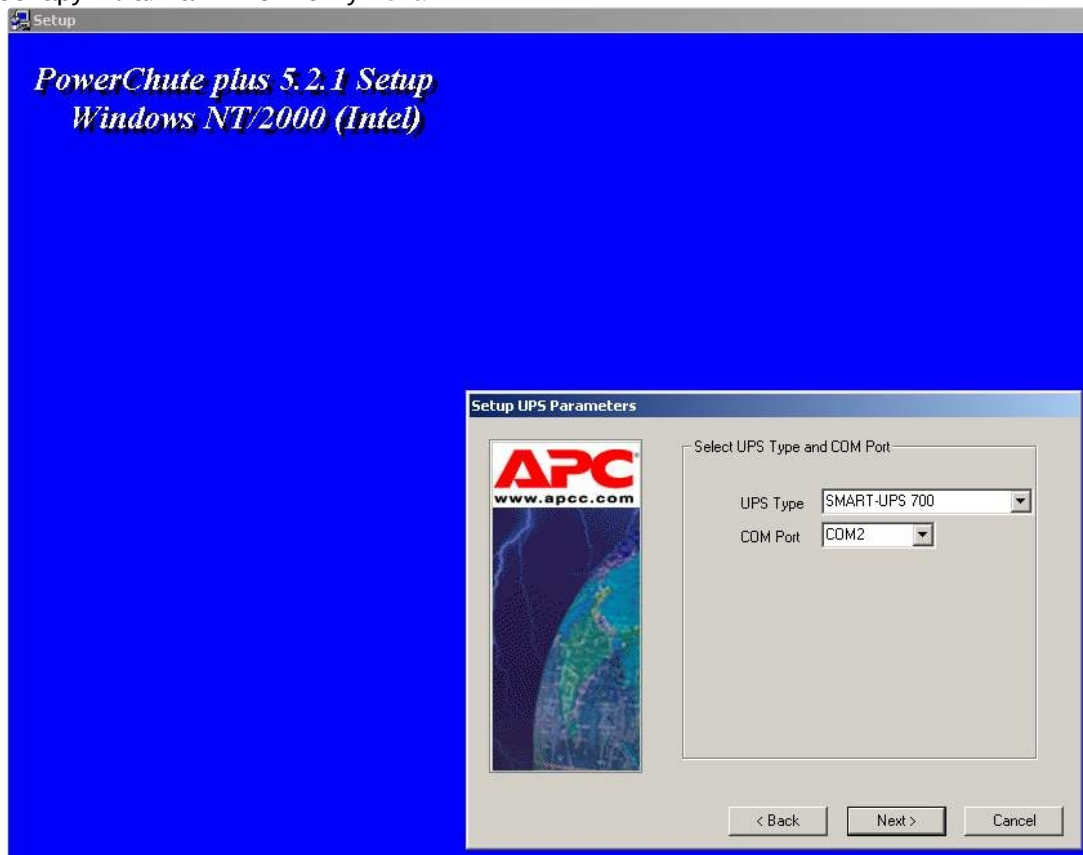 Setup
PowerChute plus 5.2.1 Setup
Windows NT/2000 (Intel)
Setup UPS Parameters
APC
www.apcc.com
Select UPS Type and COM Port
UPS Type SMART-UPS 700
COM Port COM2
< Back Next > Cancel